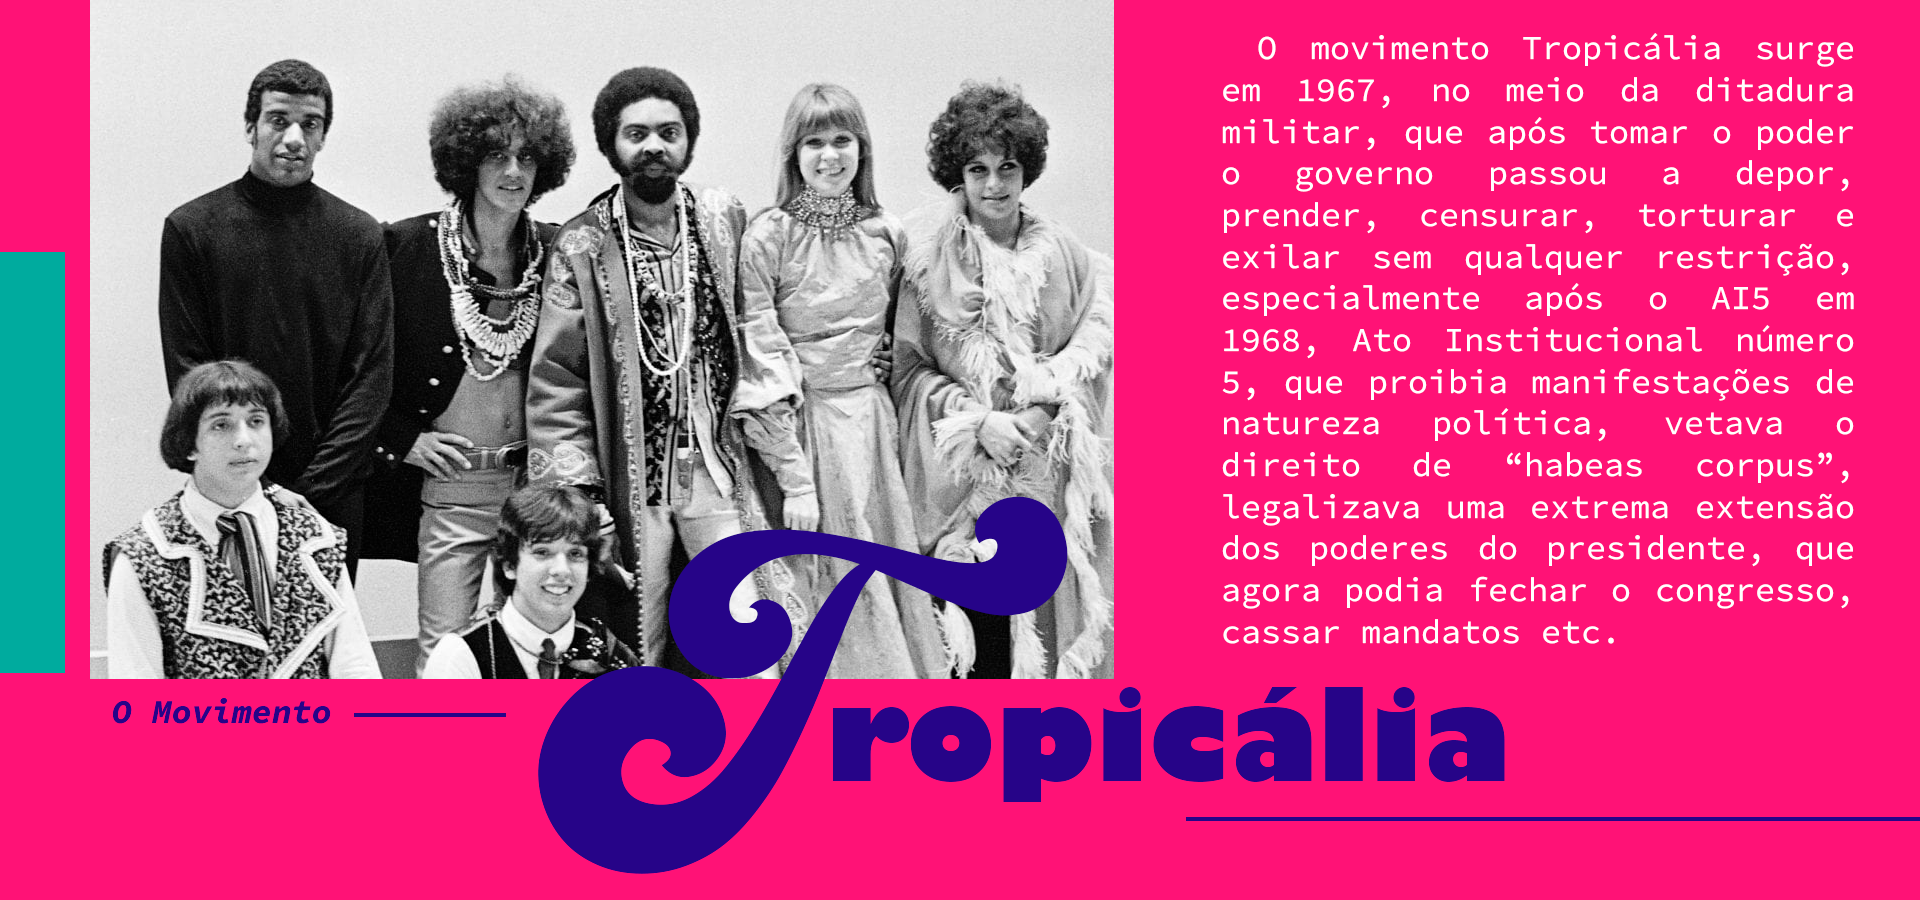 O movimento Tropicália surge
em 1967, no meio da ditadura
militar, que após tomar o poder
o governo passou a depor,
prender, censurar, torturar e
exilar sem qualquer restrição,
especialmente após o AI5 em
1968, Ato Institucional número
5, que proibia manifestações de
natureza política, vetava o
direito de “habeas corpus”,
legalizava uma extrema extensão
dos poderes do presidente, que
agora podia fechar o congresso,
cassar mandatos etc.
O Movimento
Tropicália